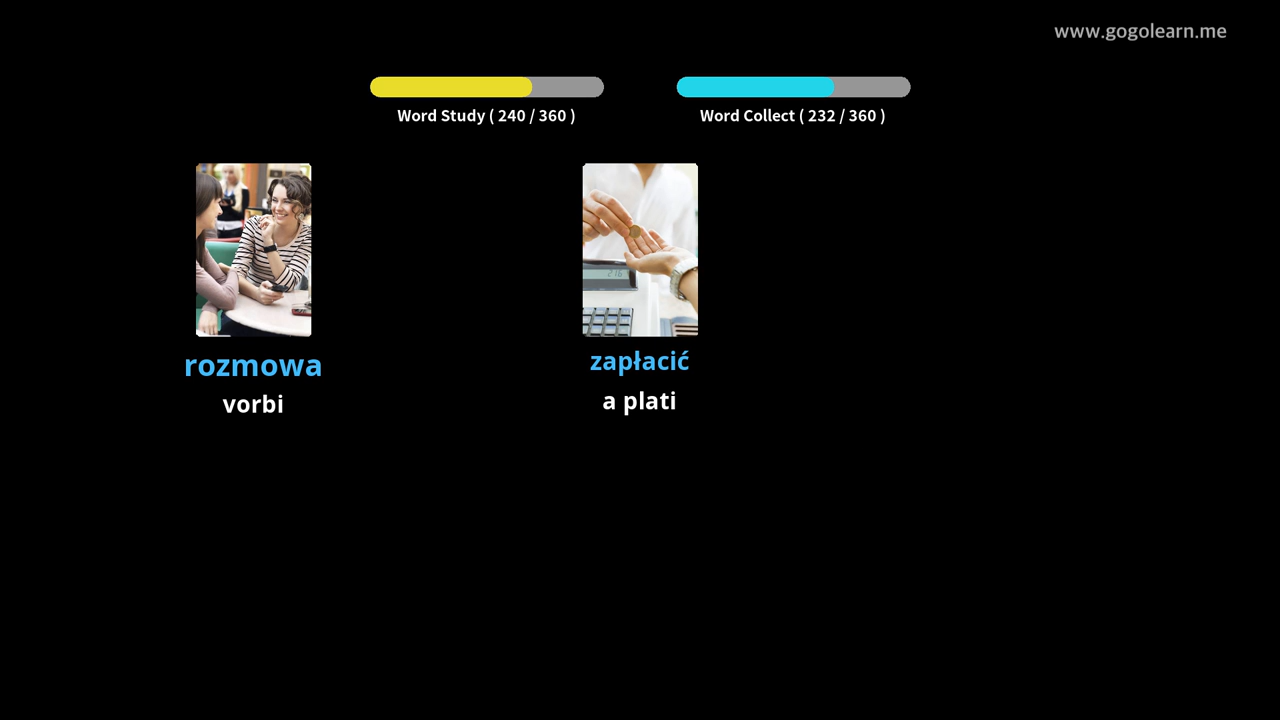 www.gogolearn.me
Word Study ( 240 / 360 )
Word Collect ( 232 / 360 )
rozmowa
vorbi
zapłacić
a plati